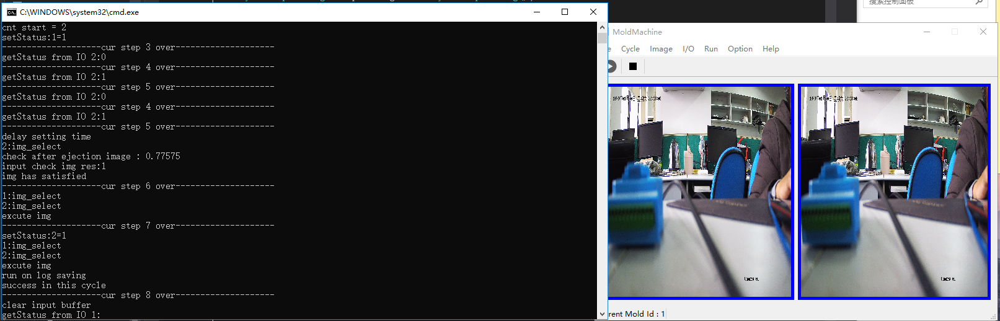 C:\WINDOWS\system32\cmd.exe
cnt start = 2
setStatus:1=1
--------------------cur step 3 over--------------------
getStatus from IO 2:0
--------------------cur step 4 over--------------------
getStatus from IO 2:1
--------------------cur step 5 over--------------------
getStatus from IO 2:0
--------------------cur step 4 over--------------------
getStatus from IO 2:1
--------------------cur step 5 over--------------------
delay setting time
2:img_select
check after ejection image : 0.77575
input check img res:1
img has satisfied
--------------------cur step 6 over--------------------
1:img_select
2:img_select
excute img
--------------------cur step 7 over--------------------
setStatus:2=1
1:img_select
2:img_select
excute img
run on log saving
success in this cycle
--------------------cur step 8 over--------------------
clear input buffer
getStatus from IO 1:
搜索控制面板
MoldMachine
Cycle Image I/O Run Option Help
Mold Id : 1